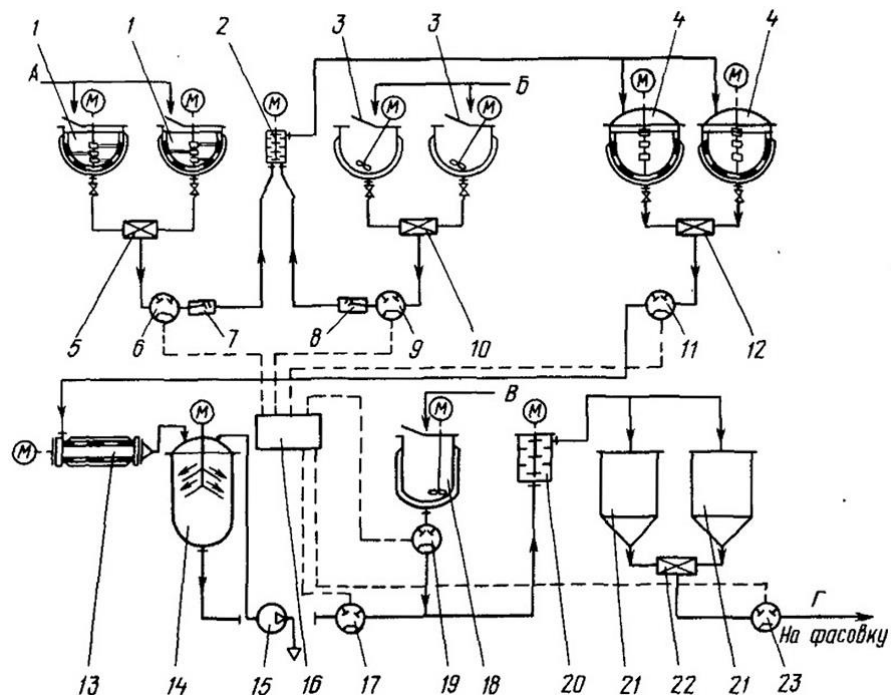 1 1 2 3 3 4 4
А Б
М М М М М М М
5 6 7 8 9 10 11 12
В
М М М М
Г
На фасовку
13 14 15 16 17 19 18 20 21 22 21 23